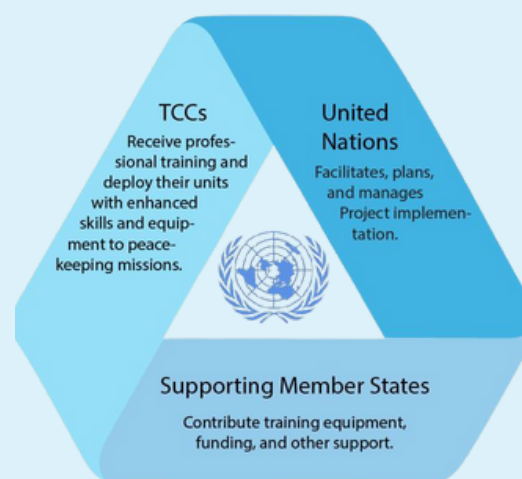 TCCs
Receive profes-
sional training and
deploy their units
with enhanced
skills and equip-
ment to peace-
keeping missions.
United
Nations
Facilitates, plans,
and manages
Project implemen-
tation.
Supporting Member States
Contribute training equipment,
funding, and other support.